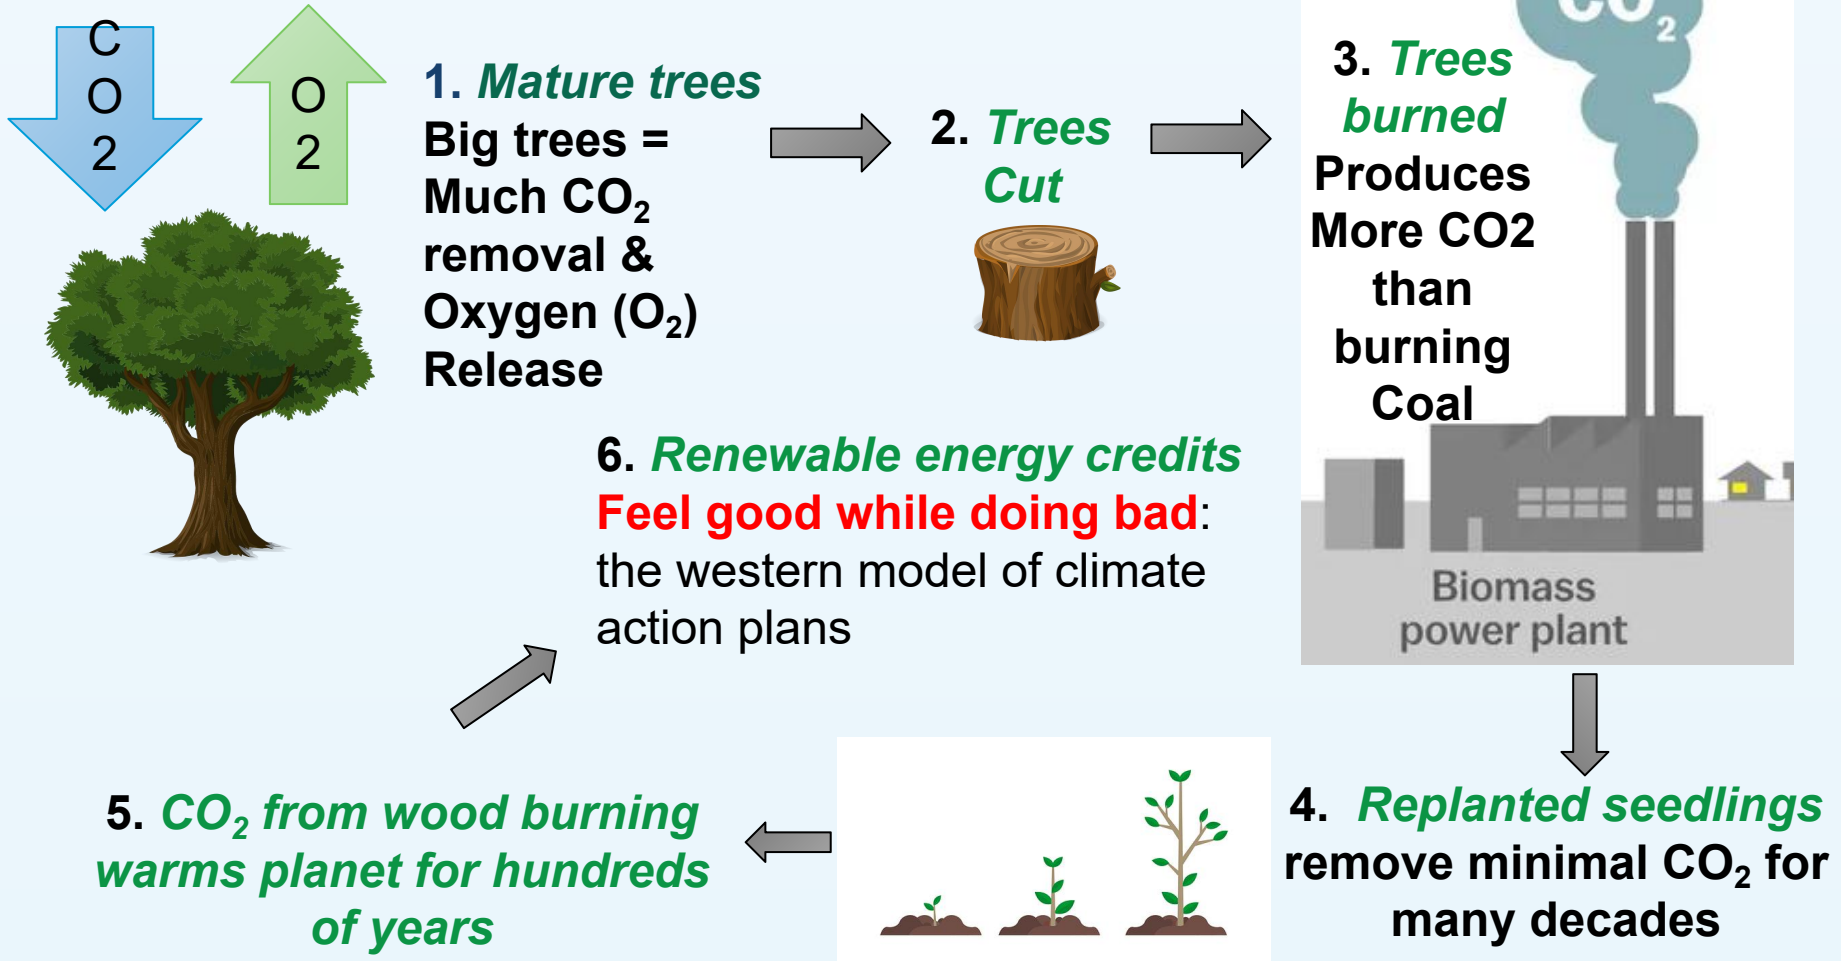 C
O
2
O
2
1. Mature trees
Big trees =
Much CO₂
removal &
Oxygen (O₂)
Release
2. Trees
Cut
CO₂
3. Trees
burned
Produces
More CO2
than
burning
Coal
Biomass
power plant
4. Replanted seedlings
remove minimal CO₂ for
many decades
5. CO₂ from wood burning
warms planet for hundreds
of years
6. Renewable energy credits
Feel good while doing bad:
the western model of climate
action plans